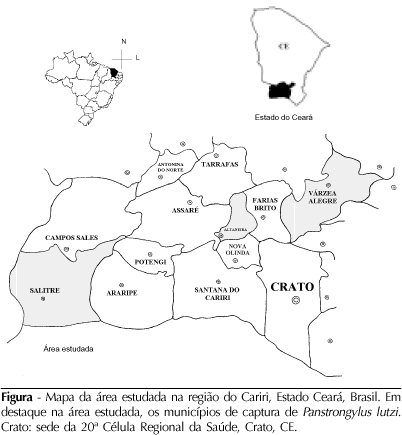 N
L
CE
Estado do Ceará
ANTONINA
DO NORTE
TARRAFAS
VÁRZEA
ALEGRE
ASSARÉ
FARIAS
BRITO
ALTANEIRA
CAMPOS SALES
NOVA
OLINDA
POTENGI
SALITRE
ARARIPE
SANTANA DO
CARIRI
CRATO
Área estudada
Figura - Mapa da área estudada na região do Cariri, Estado Ceará, Brasil. Em
destaque na área estudada, os municípios de captura de Panstrongylus lutzi.
Crato: sede da 20ª Célula Regional da Saúde, Crato, CE.